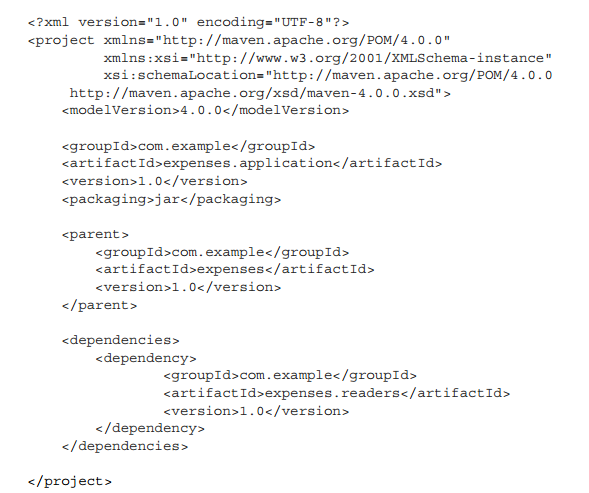 <?xml version="1.0" encoding="UTF-8"?>
<project xmlns="http://maven.apache.org/POM/4.0.0"
xmlns:xsi="http://www.w3.org/2001/XMLSchema-instance"
xsi:schemaLocation="http://maven.apache.org/POM/4.0.0
http://maven.apache.org/xsd/maven-4.0.0.xsd">
<modelVersion>4.0.0</modelVersion>
<groupId>com.example</groupId>
<artifactId>expenses.application</artifactId>
<version>1.0</version>
<packaging>jar</packaging>
<parent>
<groupId>com.example</groupId>
<artifactId>expenses</artifactId>
<version>1.0</version>
</parent>
<dependencies>
<dependency>
<groupId>com.example</groupId>
<artifactId>expenses.readers</artifactId>
<version>1.0</version>
</dependency>
</dependencies>
</project>